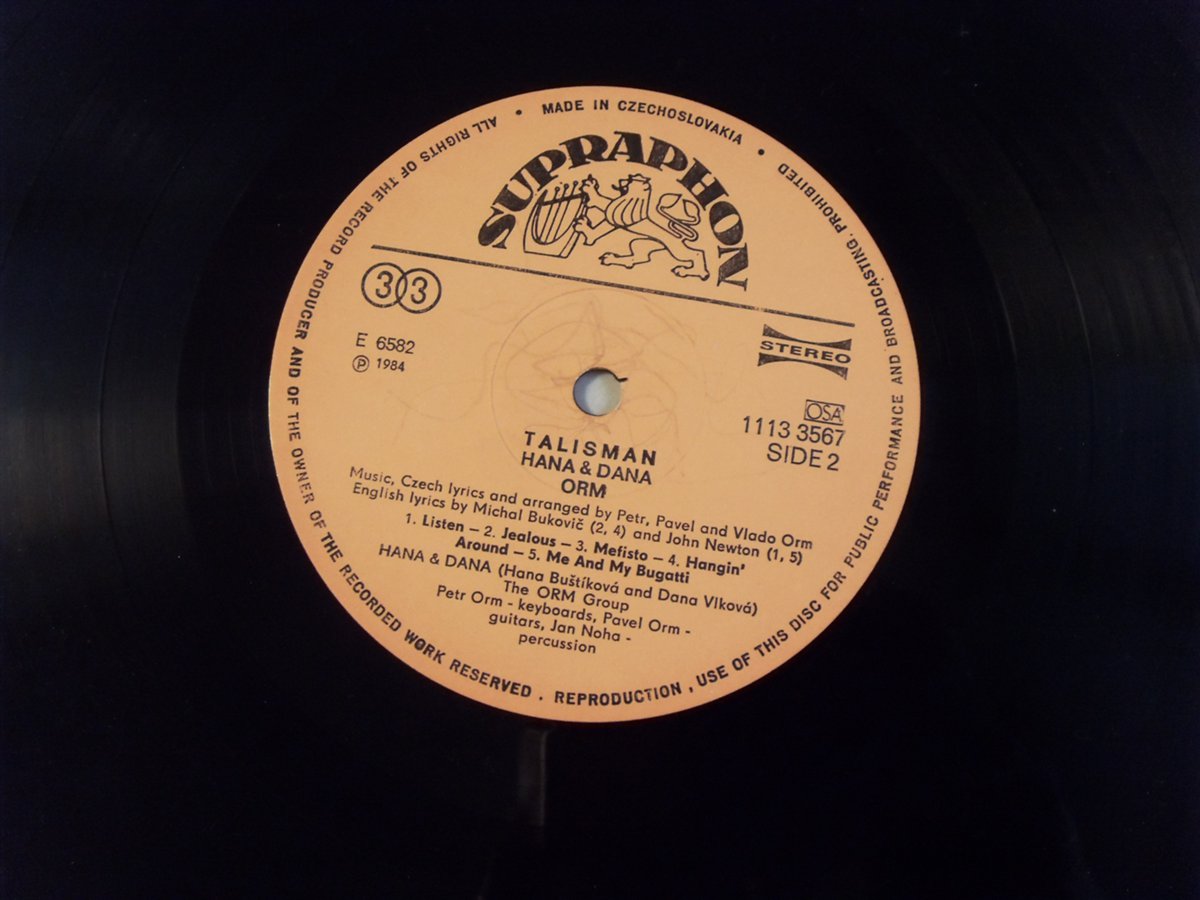 MADE IN CZECHOSLOVAKIA •
ALL RIGHTS OF THE RECORD PRODUCER AND OF THE OWNER OF THE RECORDED WORK RESERVED . REPRODUCTION , USE OF THIS DISC FOR PUBLIC PERFORMANCE AND BROADCASTING. PROHIBITED •
SUPRAPHON
33
STEREO
E 6582
Ⓟ 1984
OSA
1113 3567
SIDE 2
TALISMAN
HANA & DANA
ORM
Music, Czech lyrics and arranged by Petr, Pavel and Vlado Orm
English lyrics by Michal Bukovič (2, 4) and John Newton (1, 5)
1. Listen – 2. Jealous – 3. Mefisto – 4. Hangin'
Around – 5. Me And My Bugatti
HANA & DANA (Hana Buštíková and Dana Vlková)
The ORM Group
Petr Orm - keyboards, Pavel Orm -
guitars, Jan Noha -
percussion